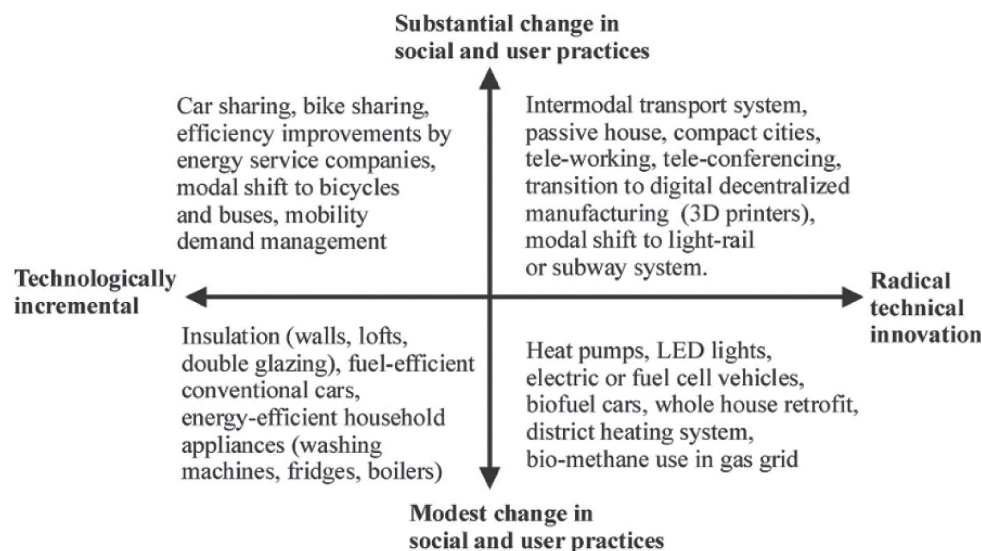 Substantial change in
social and user practices
Car sharing, bike sharing,
efficiency improvements by
energy service companies,
modal shift to bicycles
and buses, mobility
demand management
Intermodal transport system,
passive house, compact cities,
tele-working, tele-conferencing,
transition to digital decentralized
manufacturing (3D printers),
modal shift to light-rail
or subway system.
Technologically
incremental
Radical
technical
innovation
Insulation (walls, lofts,
double glazing), fuel-efficient
conventional cars,
energy-efficient household
appliances (washing
machines, fridges, boilers)
Heat pumps, LED lights,
electric or fuel cell vehicles,
biofuel cars, whole house retrofit,
district heating system,
bio-methane use in gas grid
Modest change in
social and user practices